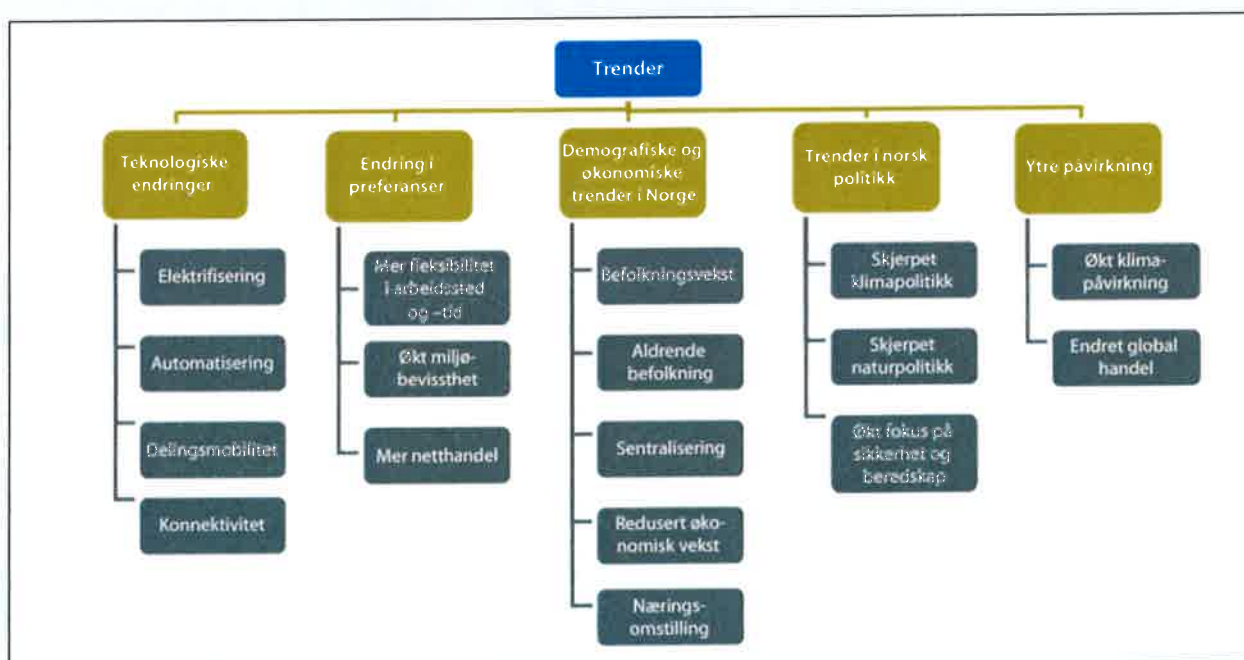 Trender
Teknologiske
endringer
Elektrifisering
Automatisering
Delingsmobilitet
Konnektivitet
Endring i
preferanser
Mer fleksibilitet
i arbeidssted
og –tid
Økt miljø-
bevissthet
Mer netthandel
Demografiske og
økonomiske
trender i Norge
Befolkningsvekst
Aldrende
befolkning
Sentralisering
Redusert øko-
nomisk vekst
Nærings-
omstilling
Trender i norsk
politikk
Skjerpet
klimapolitikk
Skjerpet
naturpolitikk
Økt fokus på
sikkerhet og
beredskap
Ytre påvirkning
Økt klima-
påvirkning
Endret global
handel